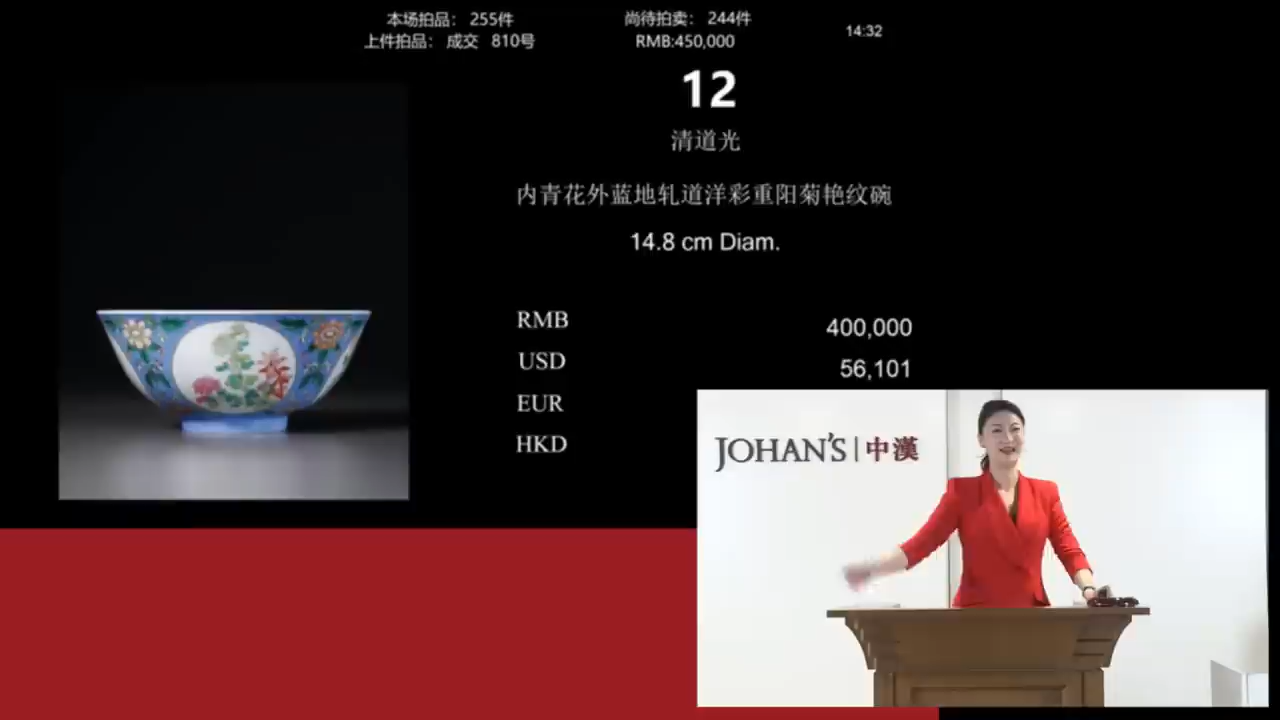 本场拍品： 255件
上件拍品： 成交 810号
尚待拍卖： 244件
RMB:450,000
14:32
12
清道光
内青花外蓝地轧道洋彩重阳菊艳纹碗
14.8 cm Diam.
RMB 400,000
USD 56,101
EUR
HKD
JOHAN'S | 中漢